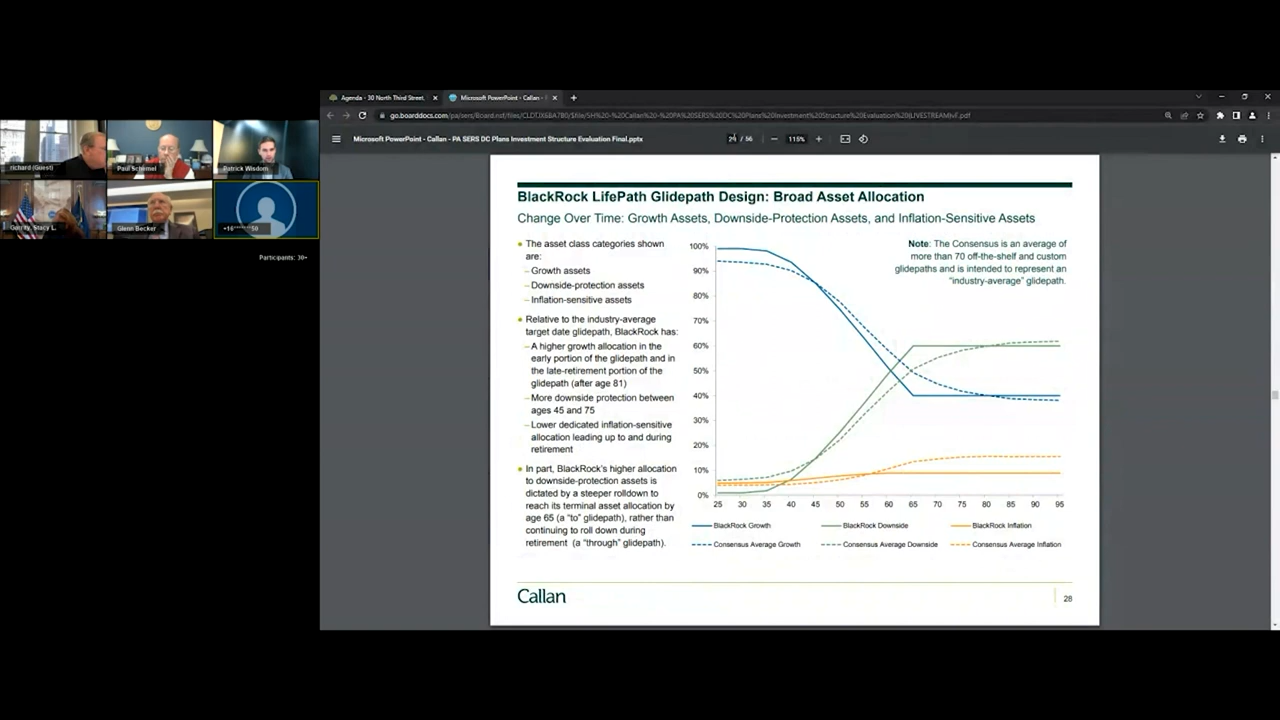 Agenda - 30 North Third Street,
Microsoft PowerPoint - Callan -
Microsoft PowerPoint - Callan - PA SERS DC Plans Investment Structure Evaluation Final.pptx
/ 56
115%
richard (Guest)
Paul Schimel
Patrick Wisdom
Garrity, Stacy L.
Glenn Becker
Participants: 30+
BlackRock LifePath Glidepath Design: Broad Asset Allocation
Change Over Time: Growth Assets, Downside-Protection Assets, and Inflation-Sensitive Assets
The asset class categories shown
are:
– Growth assets
– Downside-protection assets
– Inflation-sensitive assets
Relative to the industry-average
target date glidepath, BlackRock has:
– A higher growth allocation in the
early portion of the glidepath and in
the late-retirement portion of the
glidepath (after age 81)
– More downside protection between
ages 45 and 75
– Lower dedicated inflation-sensitive
allocation leading up to and during
retirement
In part, BlackRock's higher allocation
to downside-protection assets is
dictated by a steeper rolldown to
reach its terminal asset allocation by
age 65 (a "to" glidepath), rather than
continuing to roll down during
retirement (a "through" glidepath).
Note: The Consensus is an average of
more than 70 off-the-shelf and custom
glidepaths and is intended to represent an
"industry-average" glidepath.
100%
90%
80%
70%
60%
50%
40%
30%
20%
10%
0%
25 30 35 40 45 50 55 60 65 70 75 80 85 90 95
BlackRock Growth BlackRock Downside BlackRock Inflation
Consensus Average Growth Consensus Average Downside Consensus Average Inflation
Callan
28